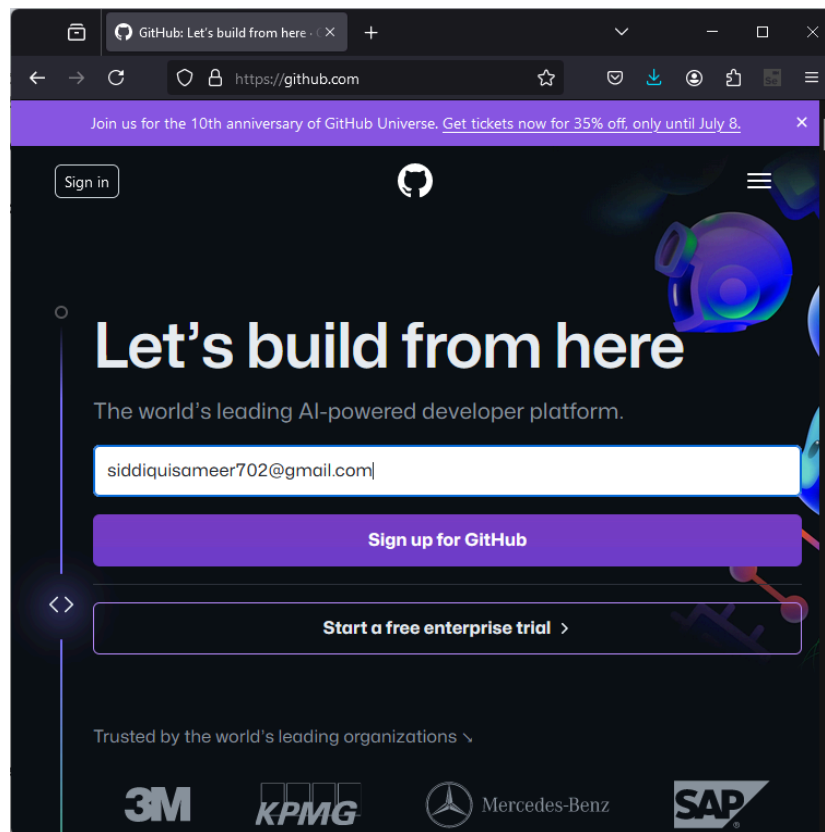 GitHub: Let's build from here · G
https://github.com
Join us for the 10th anniversary of GitHub Universe. Get tickets now for 35% off, only until July 8.
Sign in
Let's build from here
The world's leading AI-powered developer platform.
siddiquisameer702@gmail.com
Sign up for GitHub
Start a free enterprise trial
Trusted by the world's leading organizations
3M
KPMG
Mercedes-Benz
SAP